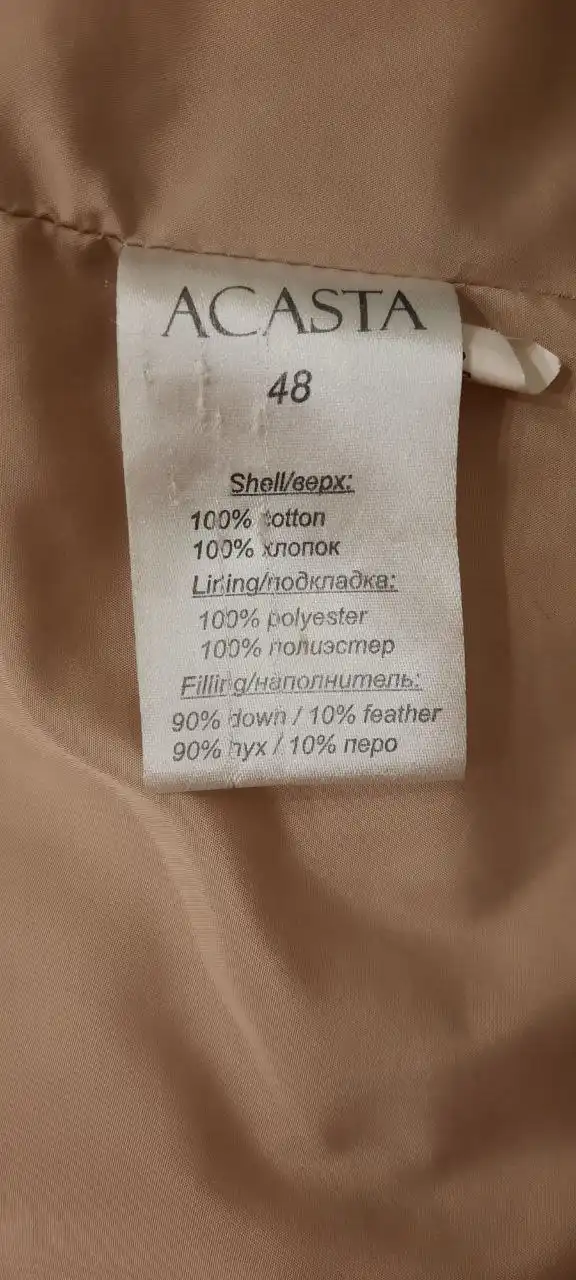 ACASTA
48
Shell/верх:
100% cotton
100% хлопок
Lining/подкладка:
100% polyester
100% полиэстер
Filling/наполнитель:
90% down / 10% feather
90% пух / 10% перо